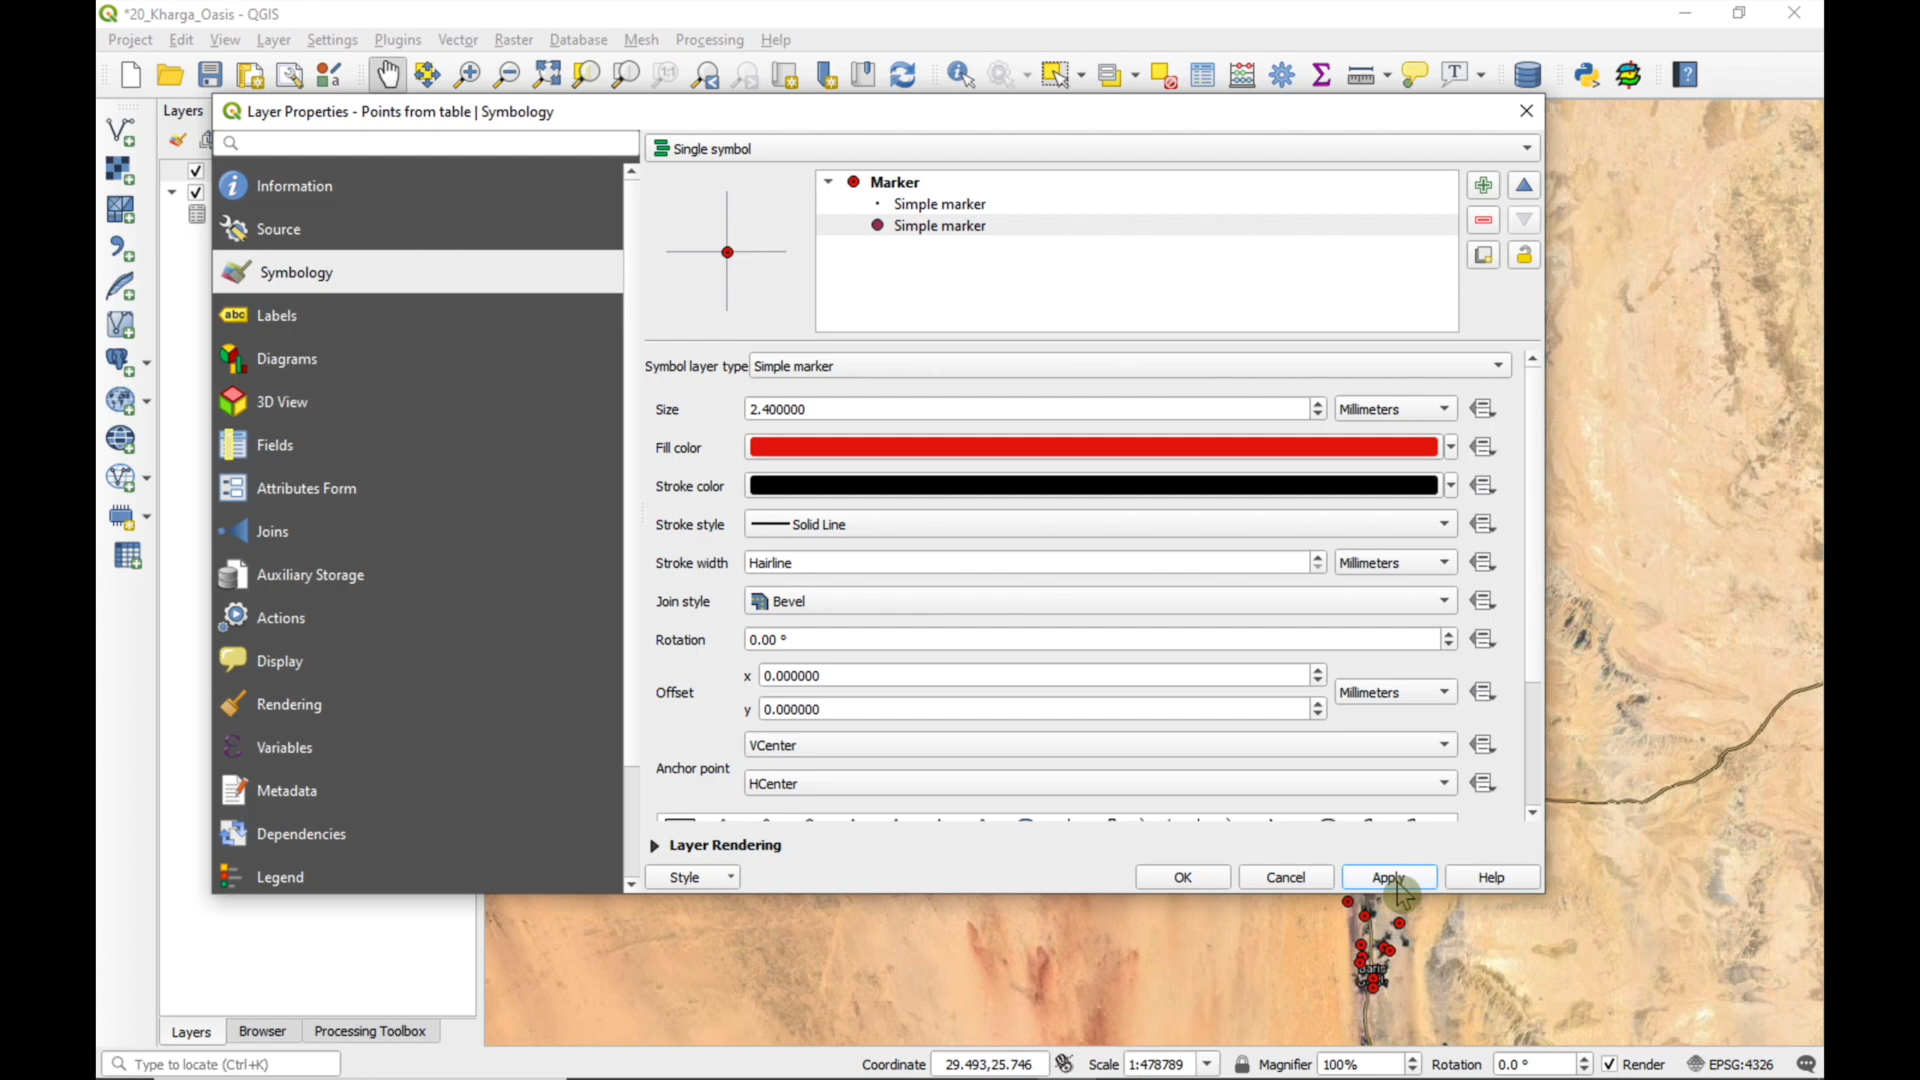 *20_Kharga_Oasis - QGIS
Project Edit View Layer Settings Plugins Vector Raster Database Mesh Processing Help
Layers
Layer Properties - Points from table | Symbology
Information
Source
Symbology
Labels
Diagrams
3D View
Fields
Attributes Form
Joins
Auxiliary Storage
Actions
Display
Rendering
Variables
Metadata
Dependencies
Legend
Single symbol
Marker
Simple marker
Simple marker
Symbol layer type Simple marker
Size 2.400000 Millimeters
Fill color
Stroke color
Stroke style Solid Line
Stroke width Hairline Millimeters
Join style Bevel
Rotation 0.00 °
Offset x 0.000000 Millimeters
y 0.000000
Anchor point VCenter
HCenter
Layer Rendering
Style OK Cancel Apply Help
Baris
Layers Browser Processing Toolbox
Type to locate (Ctrl+K) Coordinate 29.493,25.746 Scale 1:478789 Magnifier 100% Rotation 0.0 ° Render EPSG:4326